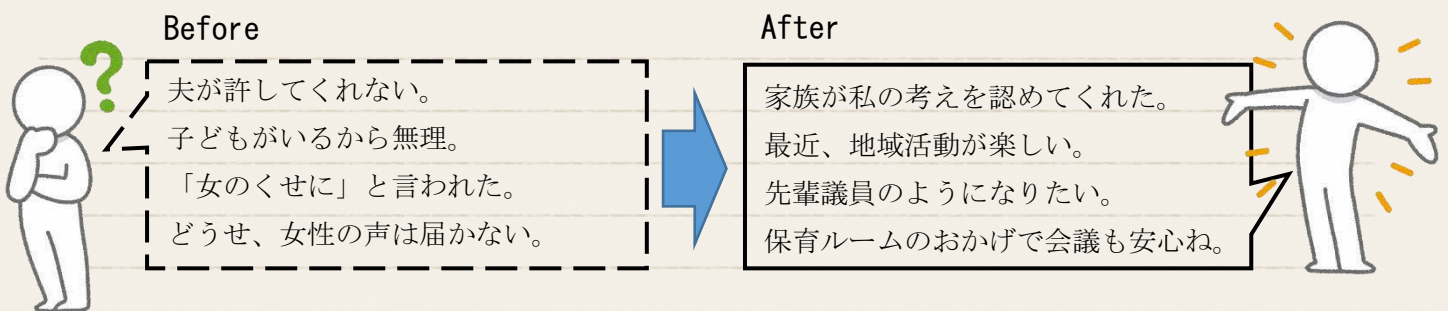 Before
夫が許してくれない。
子どもがいるから無理。
「女のくせに」と言われた。
どうせ、女性の声は届かない。
After
家族が私の考えを認めてくれた。
最近、地域活動が楽しい。
先輩議員のようになりたい。
保育ルームのおかげで会議も安心ね。